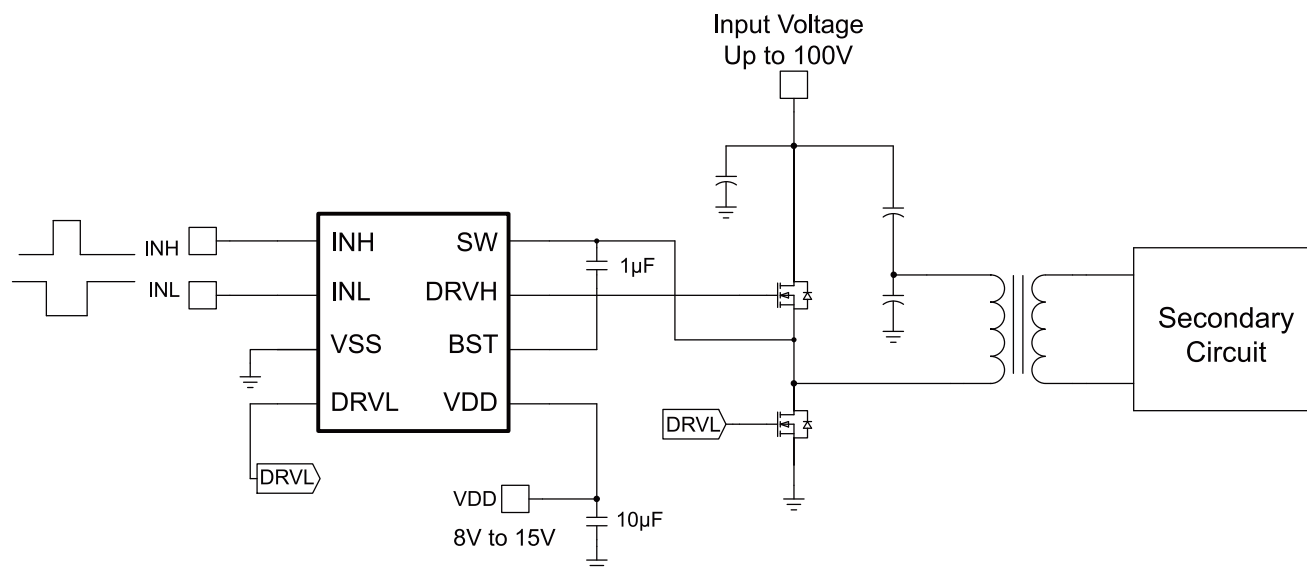 Input Voltage
Up to 100V
INH
INL
INH
INL
VSS
DRVL
SW
DRVH
BST
VDD
1µF
DRVL
VDD
8V to 15V
10µF
DRVL
Secondary
Circuit